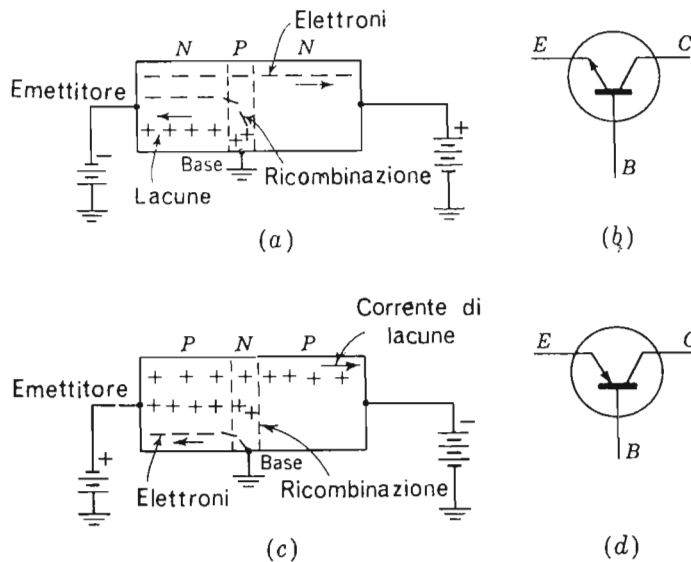 Elettroni
N P N
Emettitore
+ + + +
+ +
Base
Ricombinazione
Lacune
- +
(a)
E C
B
(b)
Corrente di
lacune
P N P
Emettitore
+ + + + + + + +
+ + + + + +
Base
+ -
Elettroni
Ricombinazione
(c)
E C
B
(d)